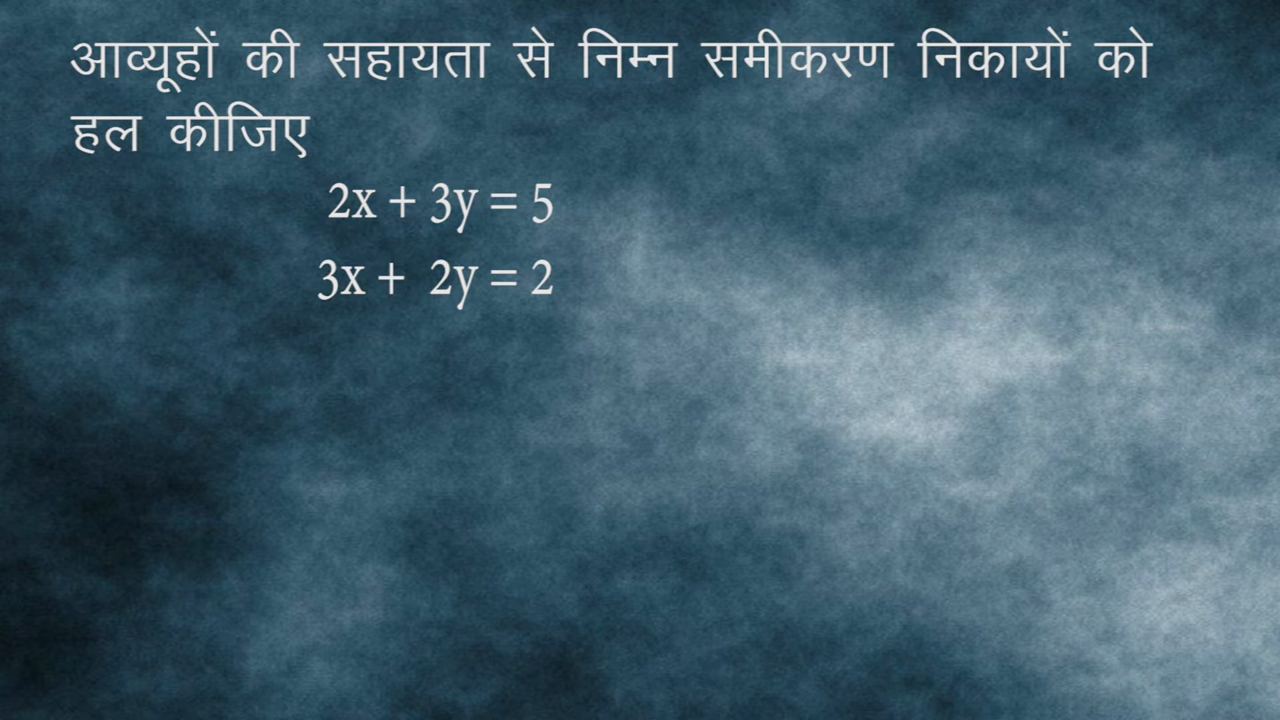 आव्यूहों की सहायता से निम्न समीकरण निकायों को
हल कीजिए
2x + 3y = 5
3x + 2y = 2